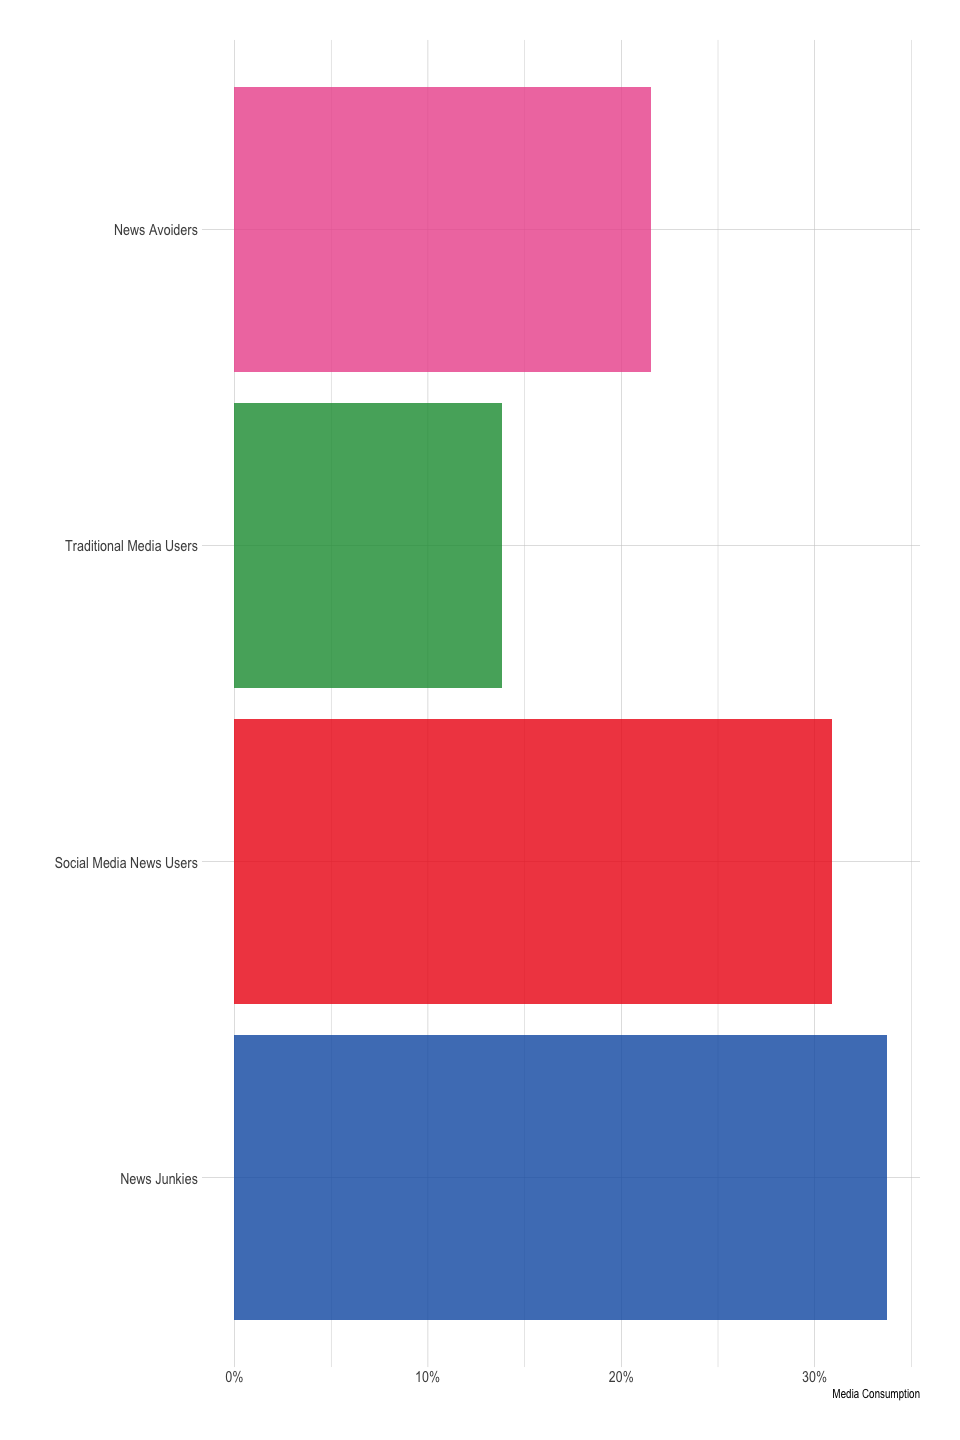 News Avoiders
Traditional Media Users
Social Media News Users
News Junkies
0% 10% 20% 30%
Media Consumption